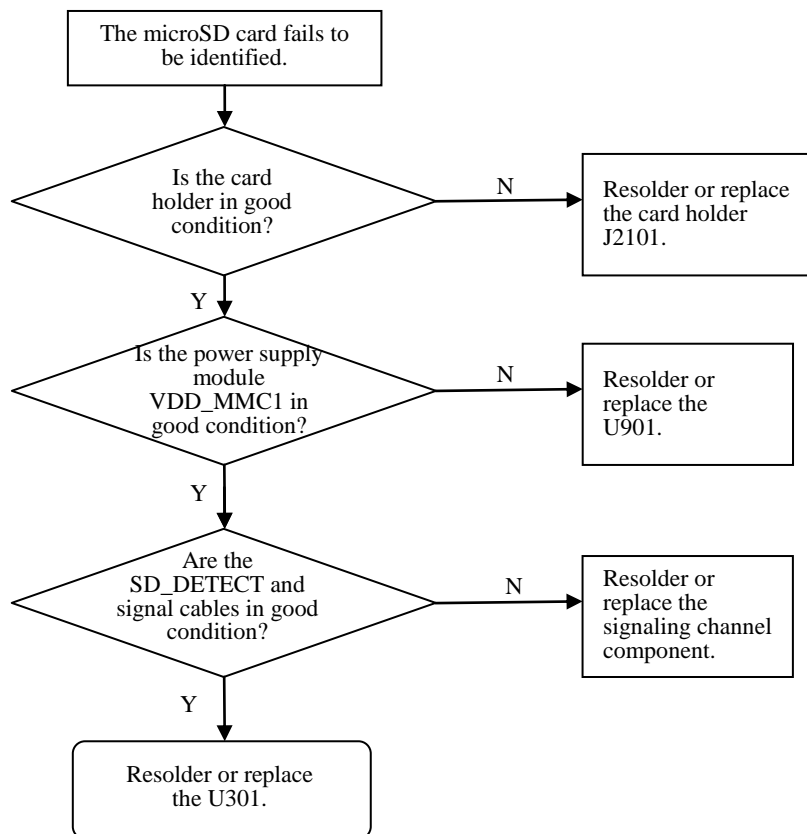 The microSD card fails to
be identified.
Is the card
holder in good
condition?
N
Resolder or replace
the card holder
J2101.
Y
Is the power supply
module
VDD_MMC1 in
good condition?
N
Resolder or
replace the
U901.
Y
Are the
SD_DETECT and
signal cables in good
condition?
N
Resolder or
replace the
signaling channel
component.
Y
Resolder or replace
the U301.